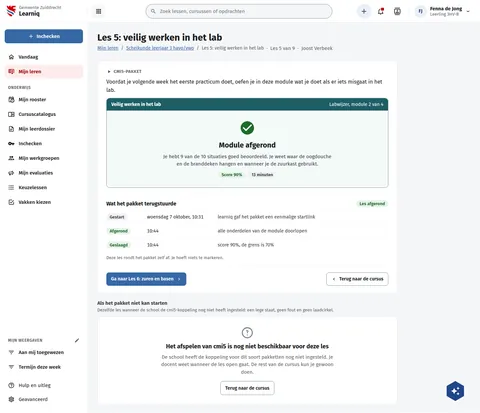 Gemeente Zuiddrecht
Learniq
Zoek lessen, cursussen of opdrachten
FJ
Fenna de Jong
Leerling 3HV-B
+ Inchecken
Vandaag
Mijn leren
ONDERWIJS
Mijn rooster
Cursuscatalogus
Mijn leerdossier
Inchecken
Mijn werkgroepen
Mijn evaluaties
Keuzelessen
Vakken kiezen
MIJN WEERGAVEN
Aan mij toegewezen
Termijn deze week
Hulp en uitleg
Geavanceerd
Les 5: veilig werken in het lab
Mijn leren / Scheikunde leerjaar 3 havo/vwo / Les 5: veilig werken in het lab · Les 5 van 9 · Joost Verbeek
CMI5-PAKKET
Voordat je volgende week het eerste practicum doet, oefen je in deze module wat je doet als er iets misgaat in het
lab.
Veilig werken in het lab
Labwijzer, module 2 van 4
Module afgerond
Je hebt 9 van de 10 situaties goed beoordeeld. Je weet waar de oogdouche
en de branddeken hangen en wanneer je de zuurkast gebruikt.
Score 90%
13 minuten
Wat het pakket terugstuurde
Les afgerond
Gestart
woensdag 7 oktober, 10:31
learniq gaf het pakket een eenmalige startlink
Afgerond
10:44
alle onderdelen van de module doorlopen
Geslaagd
10:44
score 90%, de grens is 70%
Deze les rondt het pakket zelf af. Je hoeft niets te markeren.
Ga naar Les 6: zuren en basen
Terug naar de cursus
Als het pakket niet kan starten
Dezelfde les wanneer de school de cmi5-koppeling nog niet heeft ingesteld: een lege staat, geen fout en geen laadcirkel.
Het afspelen van cmi5 is nog niet beschikbaar voor deze les
De school heeft de koppeling voor dit soort pakketten nog niet ingesteld. Je
docent weet wanneer de les open gaat. De rest van de cursus kun je gewoon
doen.
Terug naar de cursus